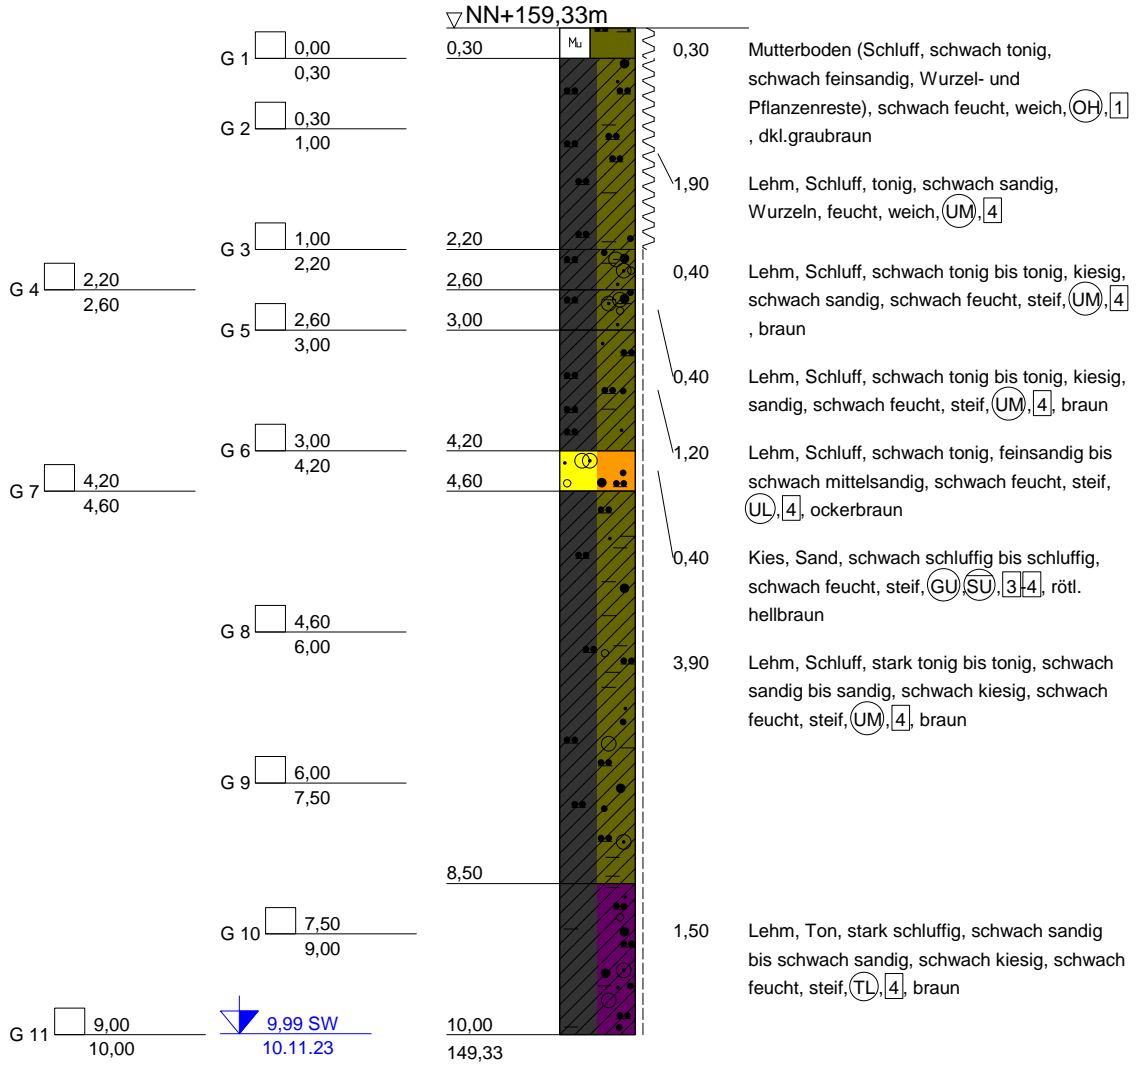 NN+159,33m
G 1
0,00
0,30
0,30
Mu
0,30
Mutterboden (Schluff, schwach tonig,
schwach feinsandig, Wurzel- und
Pflanzenreste), schwach feucht, weich, OH, 1
, dkl.graubraun
G 2
0,30
1,00
1,90
Lehm, Schluff, tonig, schwach sandig,
Wurzeln, feucht, weich, UM, 4
G 3
1,00
2,20
2,20
G 4
2,20
2,60
2,60
0,40
Lehm, Schluff, schwach tonig bis tonig, kiesig,
schwach sandig, schwach feucht, steif, UM, 4
, braun
G 5
2,60
3,00
3,00
0,40
Lehm, Schluff, schwach tonig bis tonig, kiesig,
sandig, schwach feucht, steif, UM, 4, braun
G 6
3,00
4,20
4,20
1,20
Lehm, Schluff, schwach tonig, feinsandig bis
schwach mittelsandig, schwach feucht, steif,
UL, 4, ockerbraun
G 7
4,20
4,60
4,60
0,40
Kies, Sand, schwach schluffig bis schluffig,
schwach feucht, steif, GU, S̅U̅, 3-4, rötl.
hellbraun
G 8
4,60
6,00
3,90
Lehm, Schluff, stark tonig bis tonig, schwach
sandig bis sandig, schwach kiesig, schwach
feucht, steif, UM, 4, braun
G 9
6,00
7,50
8,50
G 10
7,50
9,00
1,50
Lehm, Ton, stark schluffig, schwach sandig
bis schwach sandig, schwach kiesig, schwach
feucht, steif, TL, 4, braun
G 11
9,00
10,00
9,99 SW
10.11.23
10,00
149,33